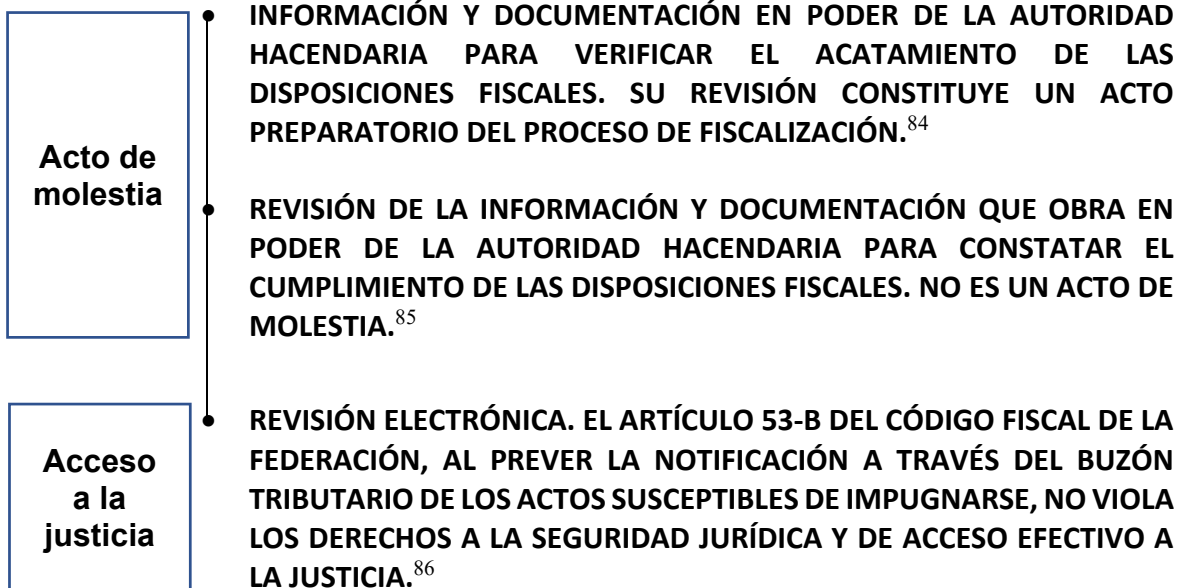 Acto de
molestia
INFORMACIÓN Y DOCUMENTACIÓN EN PODER DE LA AUTORIDAD
HACENDARIA PARA VERIFICAR EL ACATAMIENTO DE LAS
DISPOSICIONES FISCALES. SU REVISIÓN CONSTITUYE UN ACTO
PREPARATORIO DEL PROCESO DE FISCALIZACIÓN.84
REVISIÓN DE LA INFORMACIÓN Y DOCUMENTACIÓN QUE OBRA EN
PODER DE LA AUTORIDAD HACENDARIA PARA CONSTATAR EL
CUMPLIMIENTO DE LAS DISPOSICIONES FISCALES. NO ES UN ACTO DE
MOLESTIA.85
Acceso
a la
justicia
REVISIÓN ELECTRÓNICA. EL ARTÍCULO 53-B DEL CÓDIGO FISCAL DE LA
FEDERACIÓN, AL PREVER LA NOTIFICACIÓN A TRAVÉS DEL BUZÓN
TRIBUTARIO DE LOS ACTOS SUSCEPTIBLES DE IMPUGNARSE, NO VIOLA
LOS DERECHOS A LA SEGURIDAD JURÍDICA Y DE ACCESO EFECTIVO A
LA JUSTICIA.86